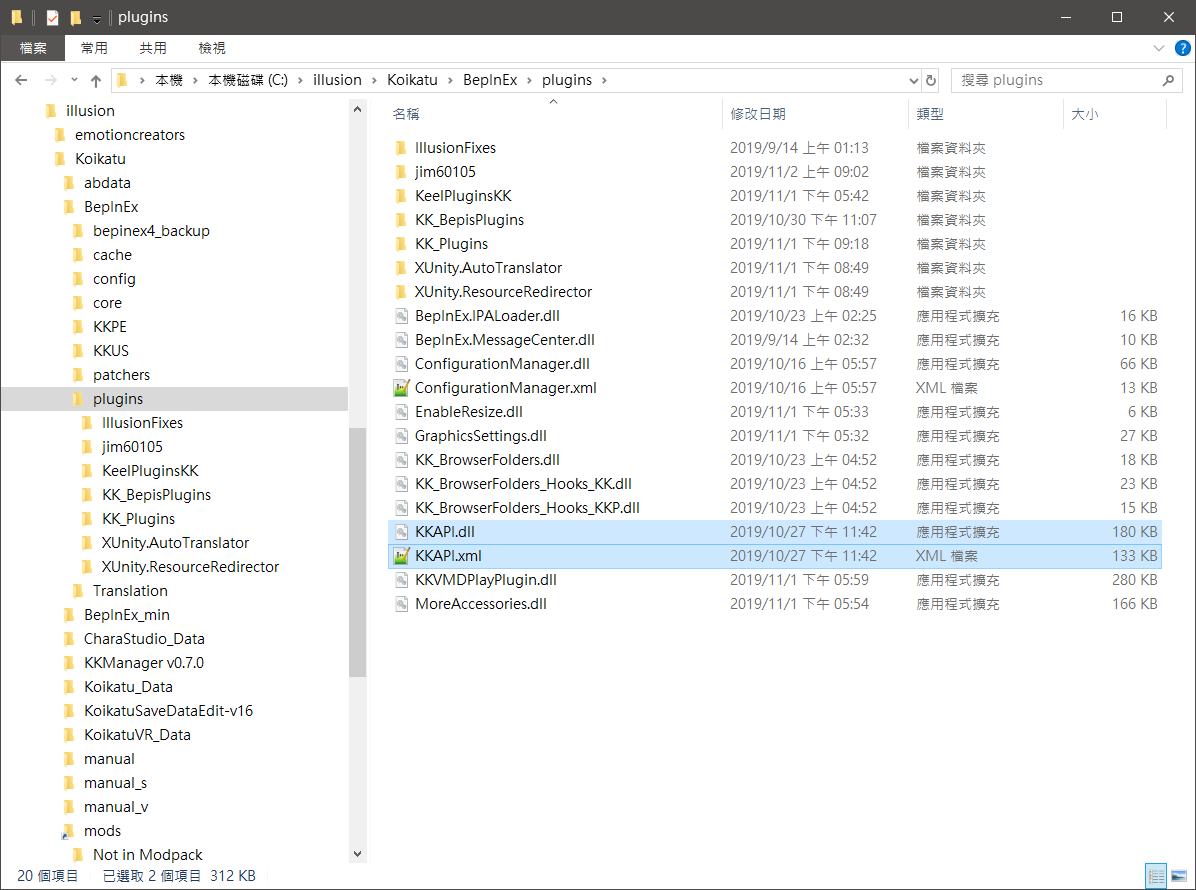 plugins
檔案 常用 共用 檢視
本機 本機磁碟 (C:) illusion Koikatu BepInEx plugins 搜尋 plugins
illusion
emotioncreators
Koikatu
abdata
BepInEx
bepinex4_backup
cache
config
core
KKPE
KKUS
patchers
plugins
IllusionFixes
jim60105
KeelPluginsKK
KK_BepisPlugins
KK_Plugins
XUnity.AutoTranslator
XUnity.ResourceRedirector
Translation
BepInEx_min
CharaStudio_Data
KKManager v0.7.0
Koikatu_Data
KoikatuSaveDataEdit-v16
KoikatuVR_Data
manual
manual_s
manual_v
mods
Not in Modpack
名稱 修改日期 類型 大小
IllusionFixes 2019/9/14 上午 01:13 檔案資料夾
jim60105 2019/11/2 上午 09:02 檔案資料夾
KeelPluginsKK 2019/11/1 下午 05:42 檔案資料夾
KK_BepisPlugins 2019/10/30 下午 11:07 檔案資料夾
KK_Plugins 2019/11/1 下午 09:18 檔案資料夾
XUnity.AutoTranslator 2019/11/1 下午 08:49 檔案資料夾
XUnity.ResourceRedirector 2019/11/1 下午 08:49 檔案資料夾
BepInEx.IPALoader.dll 2019/10/23 上午 02:25 應用程式擴充 16 KB
BepInEx.MessageCenter.dll 2019/9/14 上午 02:32 應用程式擴充 10 KB
ConfigurationManager.dll 2019/10/16 上午 05:57 應用程式擴充 66 KB
ConfigurationManager.xml 2019/10/16 上午 05:57 XML 檔案 13 KB
EnableResize.dll 2019/11/1 下午 05:33 應用程式擴充 6 KB
GraphicsSettings.dll 2019/11/1 下午 05:32 應用程式擴充 27 KB
KK_BrowserFolders.dll 2019/10/23 上午 04:52 應用程式擴充 18 KB
KK_BrowserFolders_Hooks_KK.dll 2019/10/23 上午 04:52 應用程式擴充 23 KB
KK_BrowserFolders_Hooks_KKP.dll 2019/10/23 上午 04:52 應用程式擴充 15 KB
KKAPI.dll 2019/10/27 下午 11:42 應用程式擴充 180 KB
KKAPI.xml 2019/10/27 下午 11:42 XML 檔案 133 KB
KKVMDPlayPlugin.dll 2019/11/1 下午 05:59 應用程式擴充 280 KB
MoreAccessories.dll 2019/11/1 下午 05:54 應用程式擴充 166 KB
20 個項目 已選取 2 個項目 312 KB